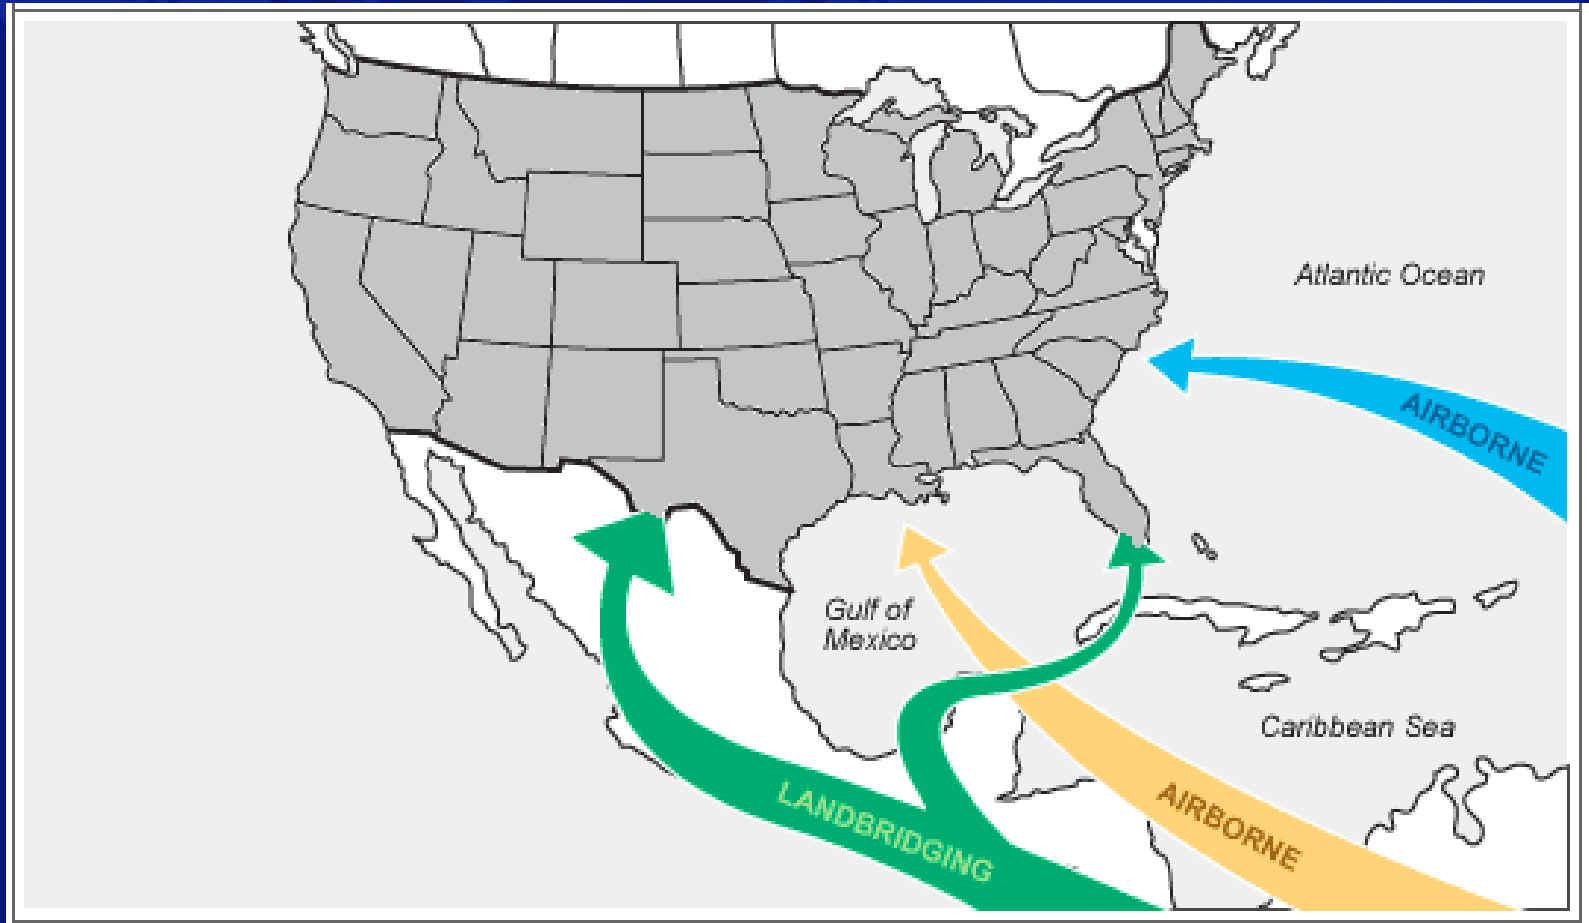 Atlantic Ocean
AIRBORNE
Gulf of
Mexico
Caribbean Sea
LANDBRIDGING
AIRBORNE